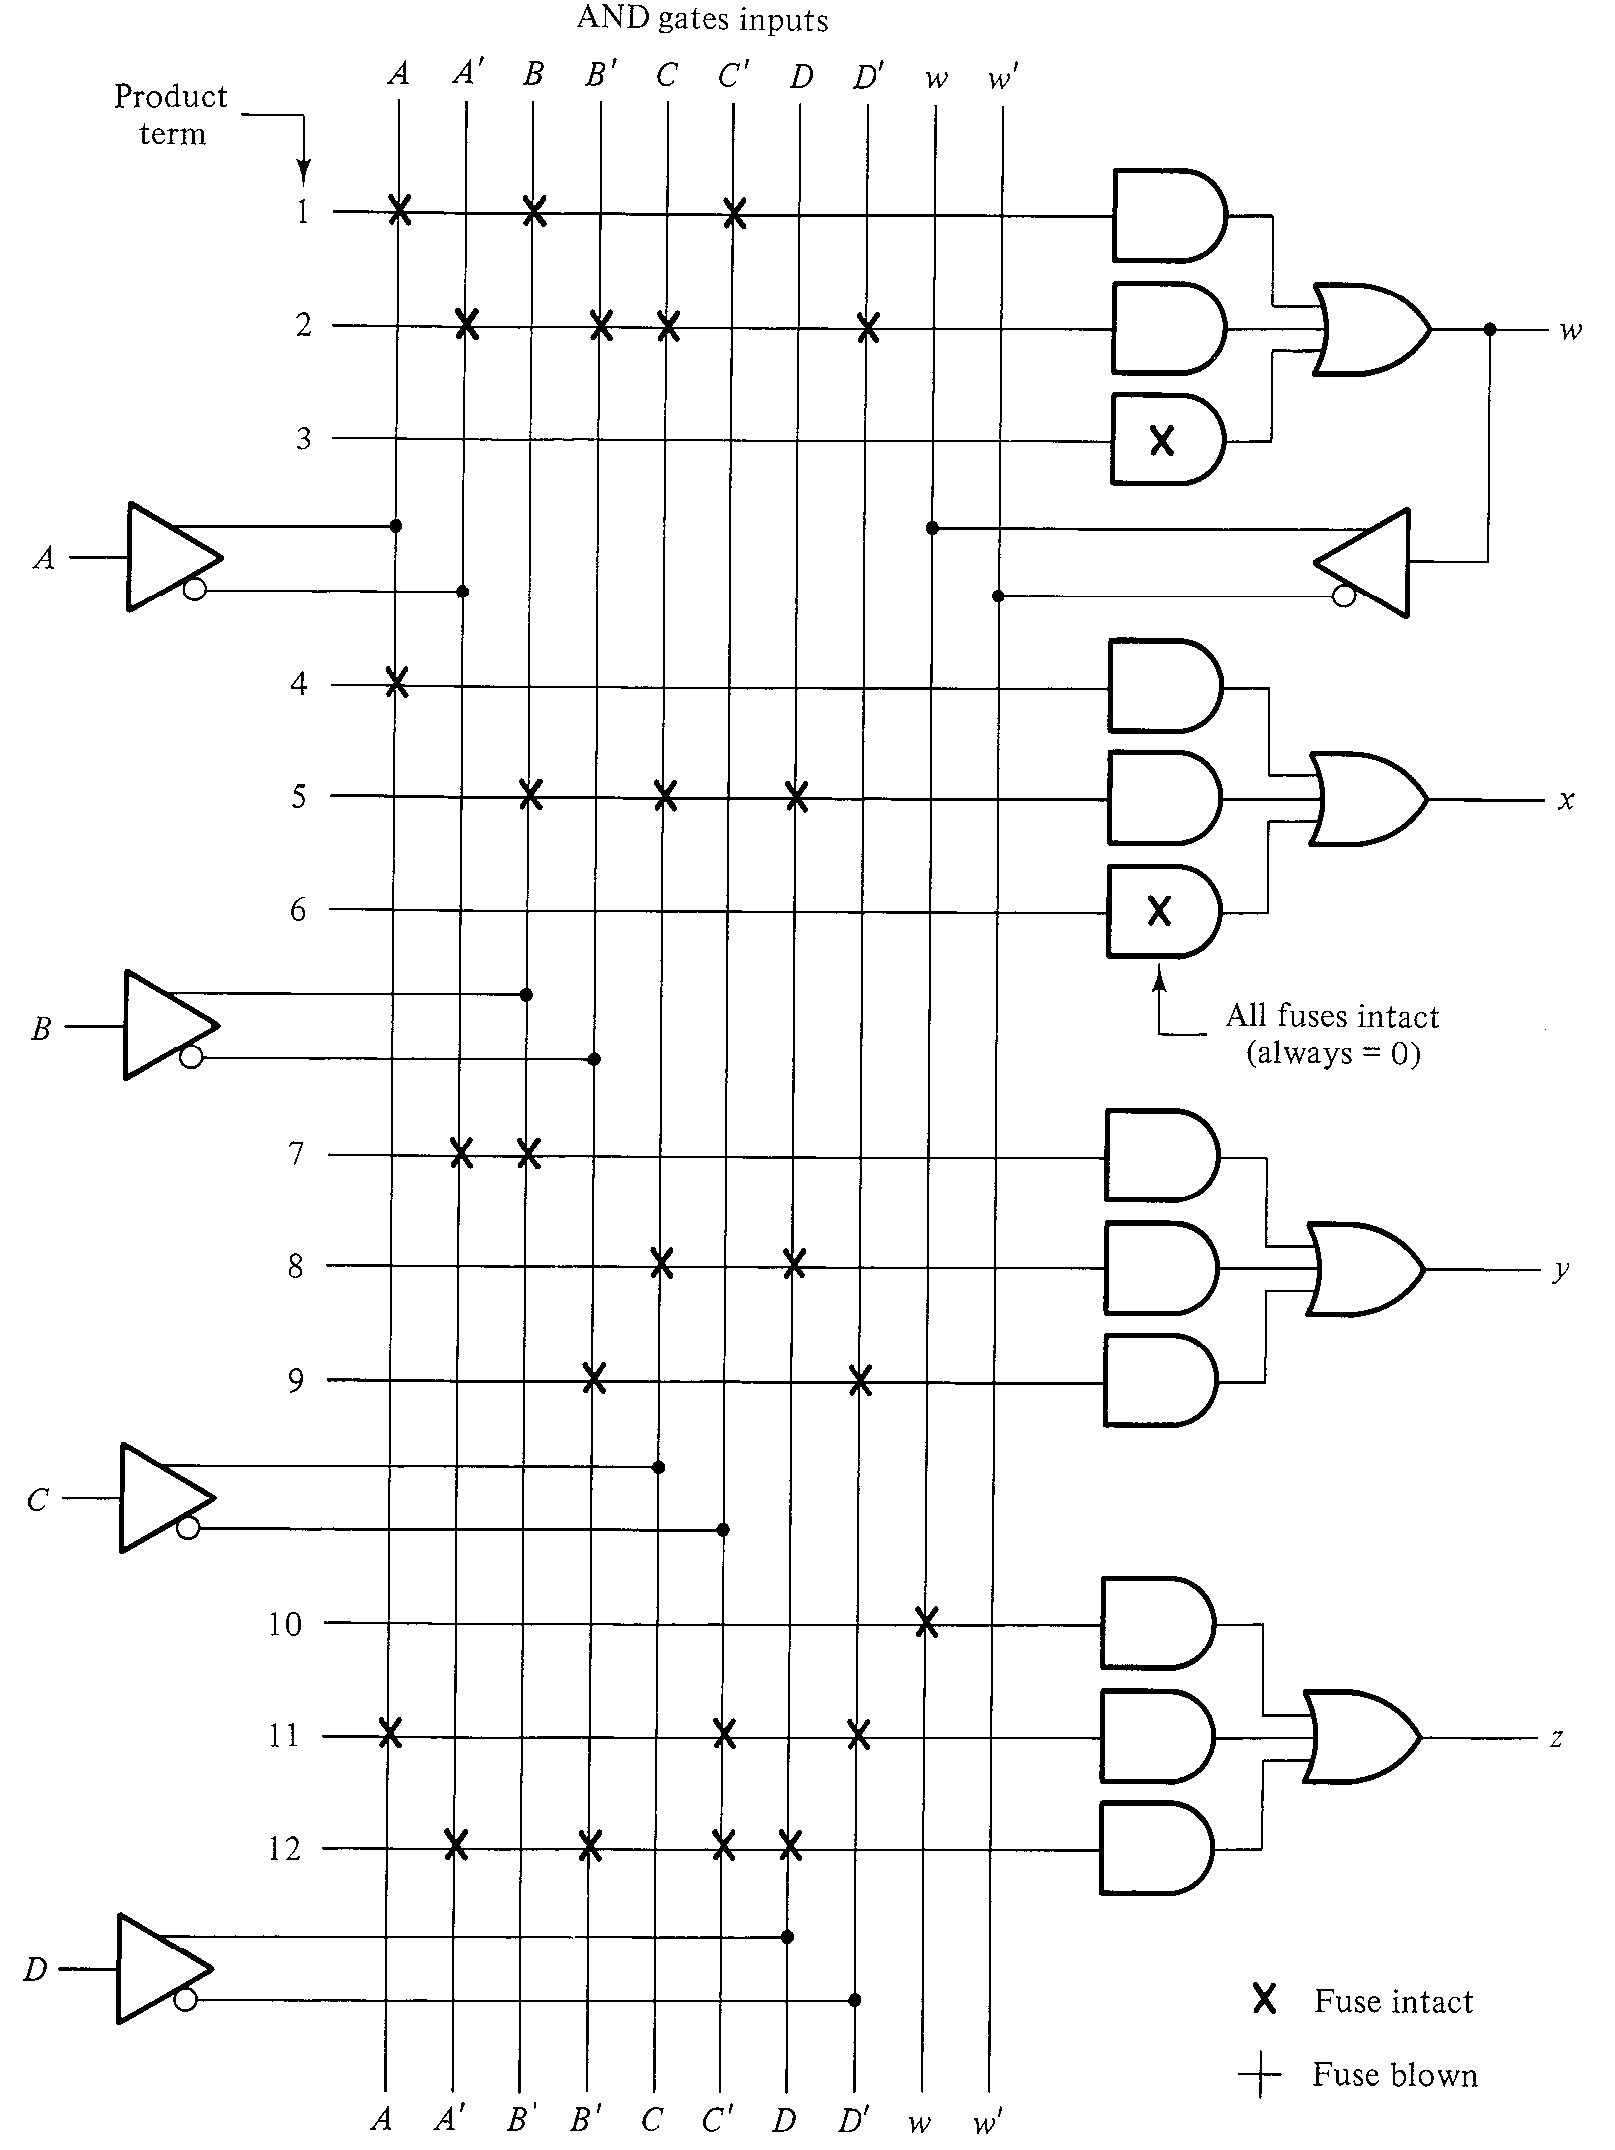 AND gates inputs
A A' B B' C C' D D' w w'
Product
term
1
2
w
3
A
4
5
x
6
All fuses intact
(always = 0)
B
7
8
y
9
C
10
11
z
12
D
X Fuse intact
Fuse blown
A A' B' B' C C' D D' w w'